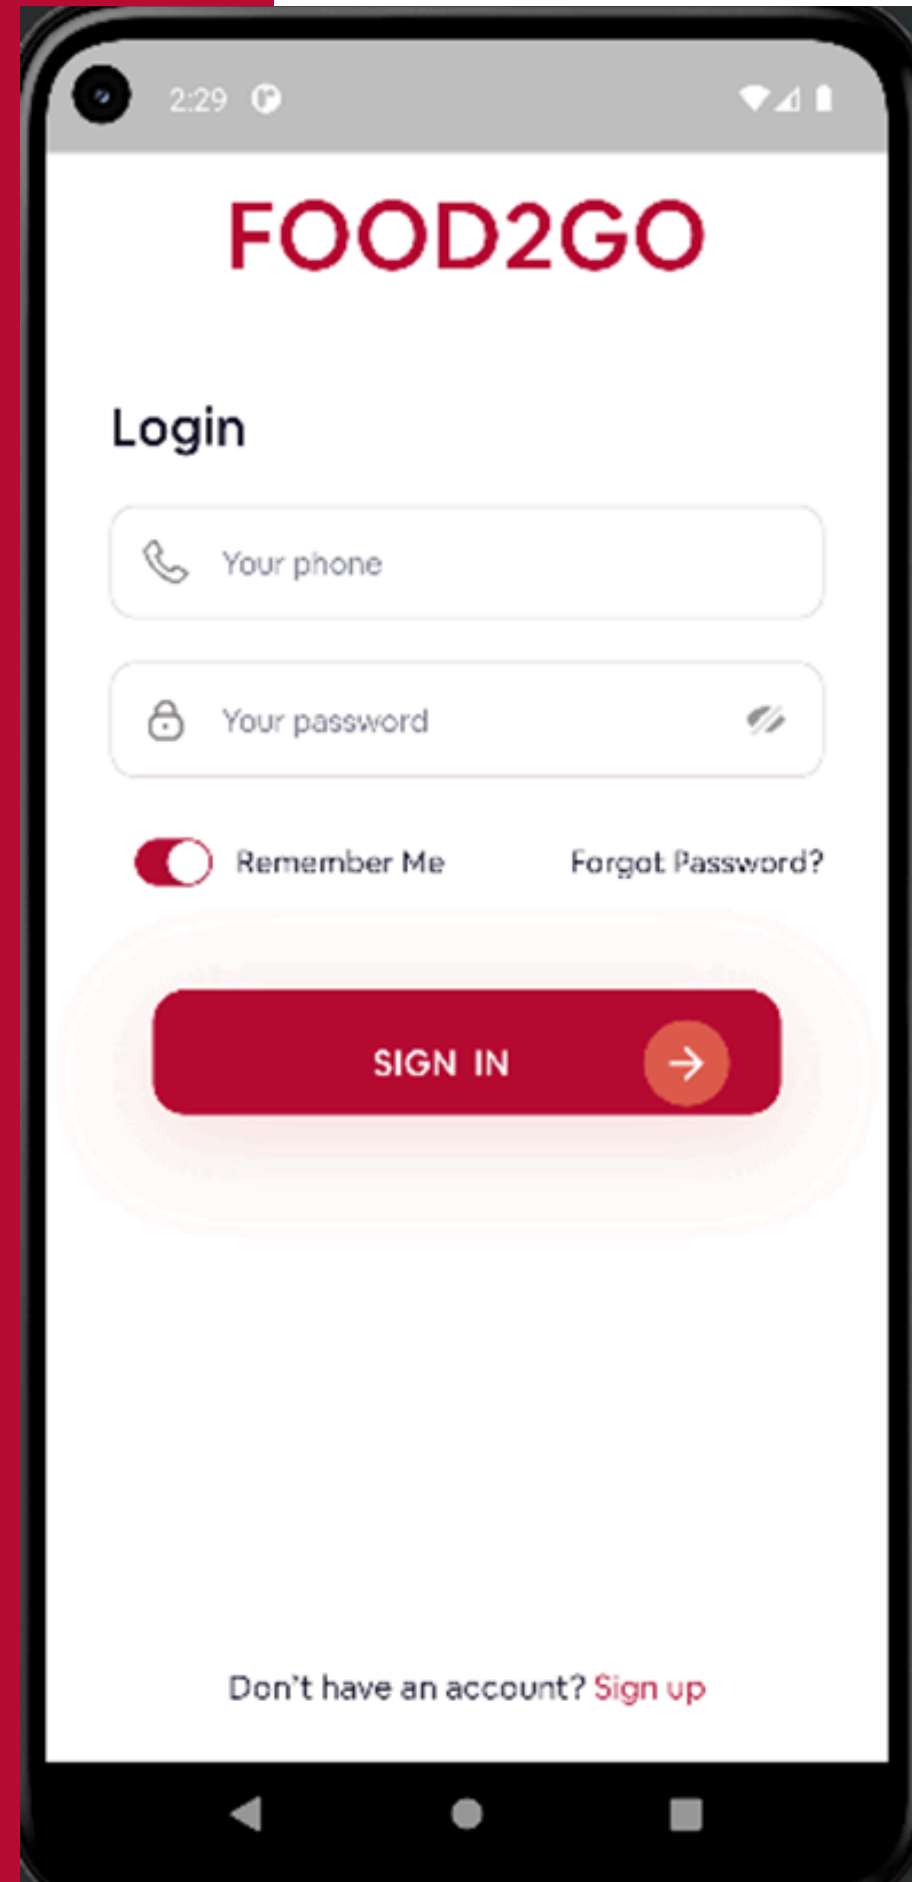 2:29
FOOD2GO
Login
Your phone
Your password
Remember Me Forgot Password?
SIGN IN
Don't have an account? Sign up